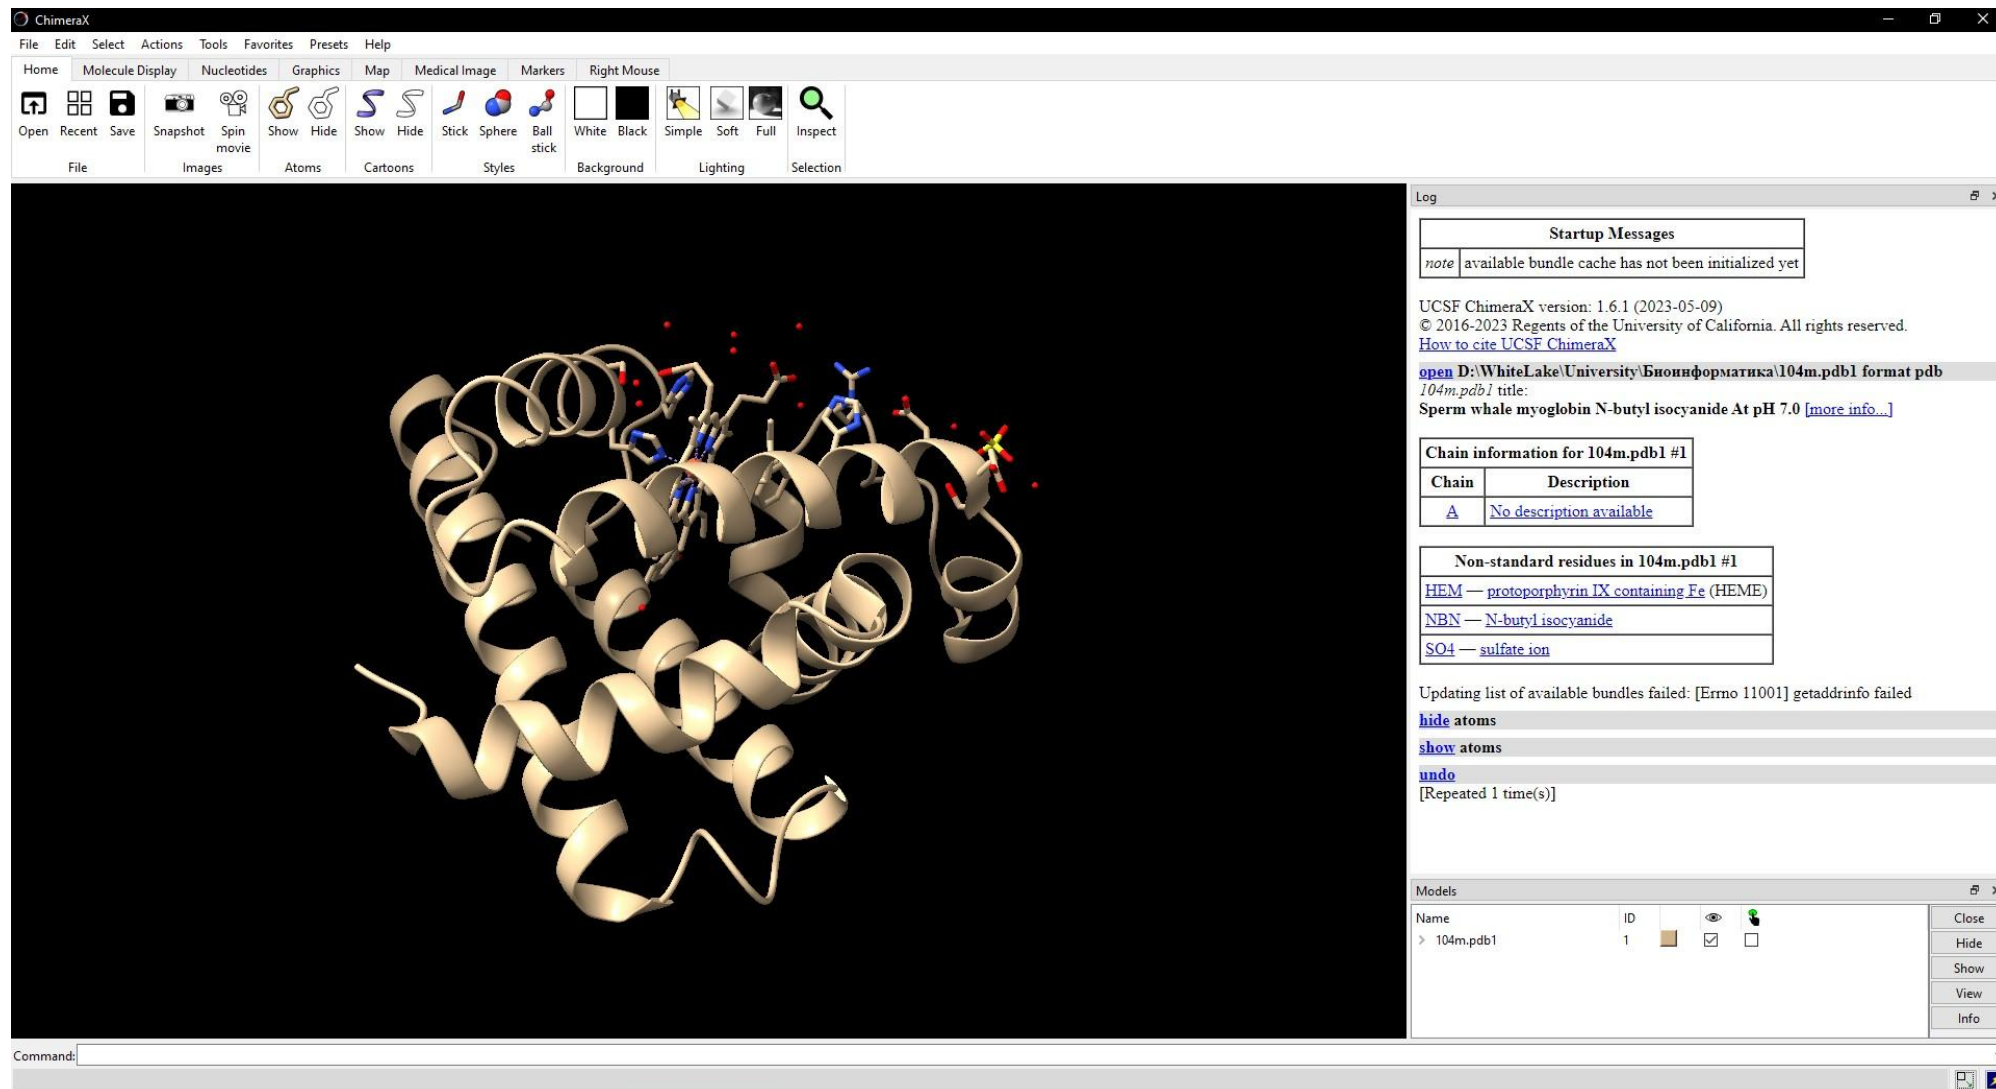 ChimeraX
File Edit Select Actions Tools Favorites Presets Help
Home Molecule Display Nucleotides Graphics Map Medical Image Markers Right Mouse
Open Recent Save Snapshot Spin movie Show Hide Show Hide Stick Sphere Ball stick White Black Simple Soft Full Inspect
File Images Atoms Cartoons Styles Background Lighting Selection
Log
Startup Messages
note available bundle cache has not been initialized yet
UCSF ChimeraX version: 1.6.1 (2023-05-09)
© 2016-2023 Regents of the University of California. All rights reserved.
How to cite UCSF ChimeraX
open D:\WhiteLake\University\Биоинформатика\104m.pdb1 format pdb
104m.pdb1 title:
Sperm whale myoglobin N-butyl isocyanide At pH 7.0 [more info...]
Chain information for 104m.pdb1 #1
Chain Description
A No description available
Non-standard residues in 104m.pdb1 #1
HEM — protoporphyrin IX containing Fe (HEME)
NBN — N-butyl isocyanide
SO4 — sulfate ion
Updating list of available bundles failed: [Errno 11001] getaddrinfo failed
hide atoms
show atoms
undo
[Repeated 1 time(s)]
Models
Name ID
104m.pdb1 1
Close
Hide
Show
View
Info
Command: